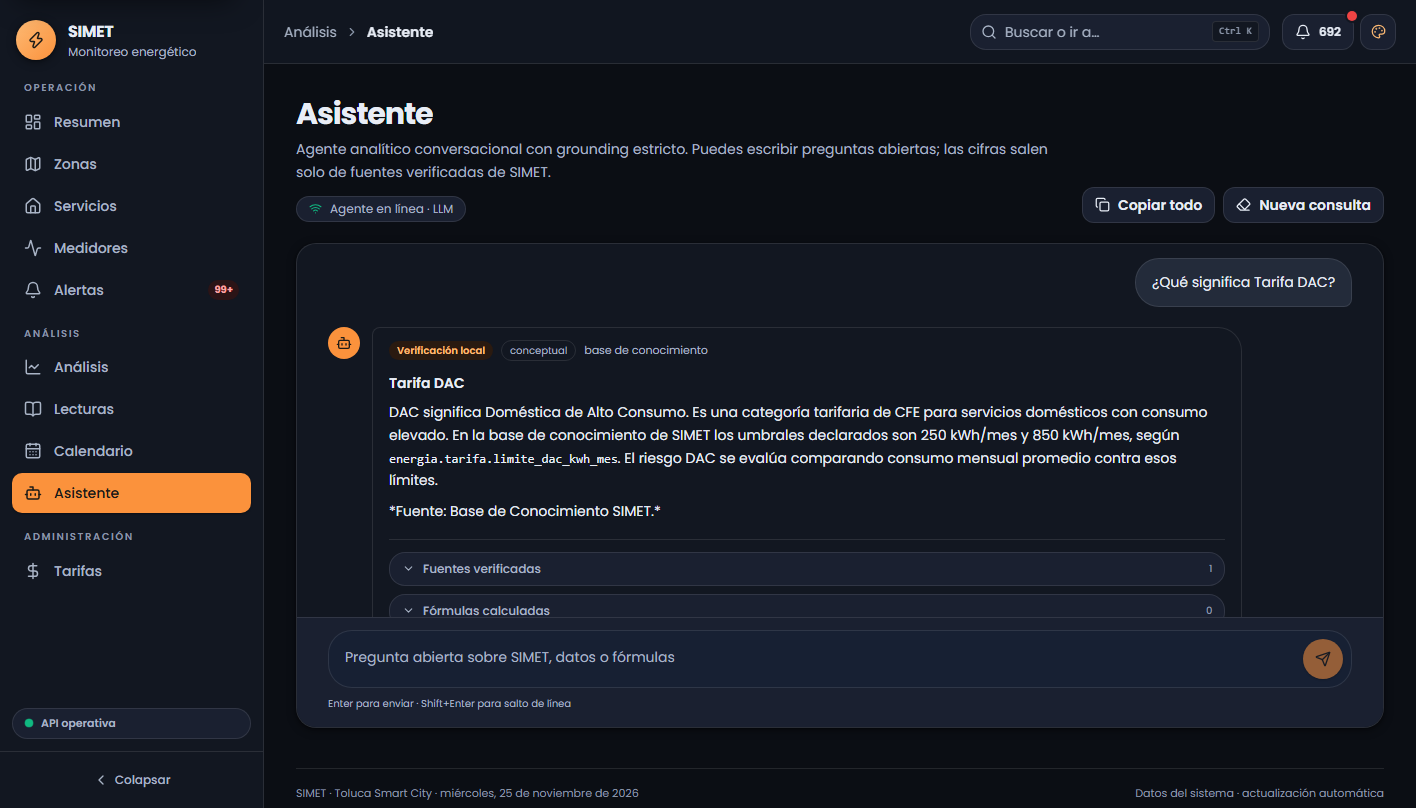 SIMET
Monitoreo energético
OPERACIÓN
Resumen
Zonas
Servicios
Medidores
Alertas 99+
ANÁLISIS
Análisis
Lecturas
Calendario
Asistente
ADMINISTRACIÓN
Tarifas
API operativa
Colapsar
Análisis > Asistente
Buscar o ir a... Ctrl K
692
Asistente
Agente analítico conversacional con grounding estricto. Puedes escribir preguntas abiertas; las cifras salen
solo de fuentes verificadas de SIMET.
Agente en línea · LLM
Copiar todo
Nueva consulta
¿Qué significa Tarifa DAC?
Verificación local conceptual base de conocimiento
Tarifa DAC
DAC significa Doméstica de Alto Consumo. Es una categoría tarifaria de CFE para servicios domésticos con consumo
elevado. En la base de conocimiento de SIMET los umbrales declarados son 250 kWh/mes y 850 kWh/mes, según
energia.tarifa.limite_dac_kwh_mes. El riesgo DAC se evalúa comparando consumo mensual promedio contra esos
límites.
*Fuente: Base de Conocimiento SIMET.*
Fuentes verificadas 1
Fórmulas calculadas 0
Pregunta abierta sobre SIMET, datos o fórmulas
Enter para enviar · Shift+Enter para salto de línea
SIMET · Toluca Smart City · miércoles, 25 de noviembre de 2026
Datos del sistema · actualización automática